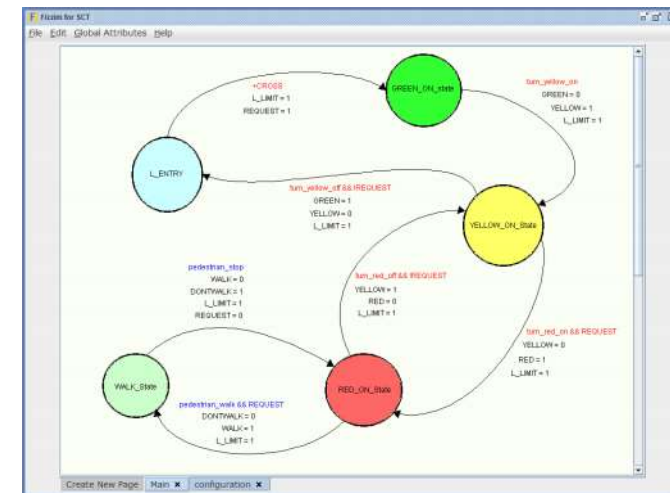 Fizzim for SCT
File Edit Global Attributes Help
+CROSS
L_LIMIT = 1
REQUEST = 1
GREEN_ON_state
turn_yellow_on
GREEN = 0
YELLOW = 1
L_LIMIT = 1
L_ENTRY
turn_yellow_off && !REQUEST
GREEN = 1
YELLOW = 0
L_LIMIT = 1
YELLOW_ON_State
pedestrian_stop
WALK = 0
DONTWALK = 1
L_LIMIT = 1
REQUEST = 0
turn_red_off && !REQUEST
YELLOW = 1
RED = 0
L_LIMIT = 1
turn_red_on && REQUEST
YELLOW = 0
RED = 1
L_LIMIT = 1
WALK_State
RED_ON_State
pedestrian_walk && REQUEST
DONTWALK = 0
WALK = 1
L_LIMIT = 1
Create New Page Main × configuration ×